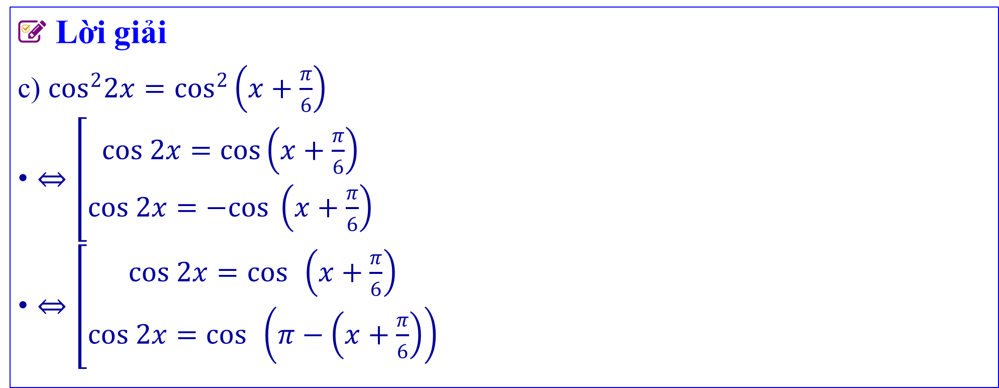 Lời giải
c) cos²2x = cos²(x + π/6)
• ⇔ [ cos 2x = cos(x + π/6)
cos 2x = −cos (x + π/6)
• ⇔ [ cos 2x = cos (x + π/6)
cos 2x = cos (π − (x + π/6))